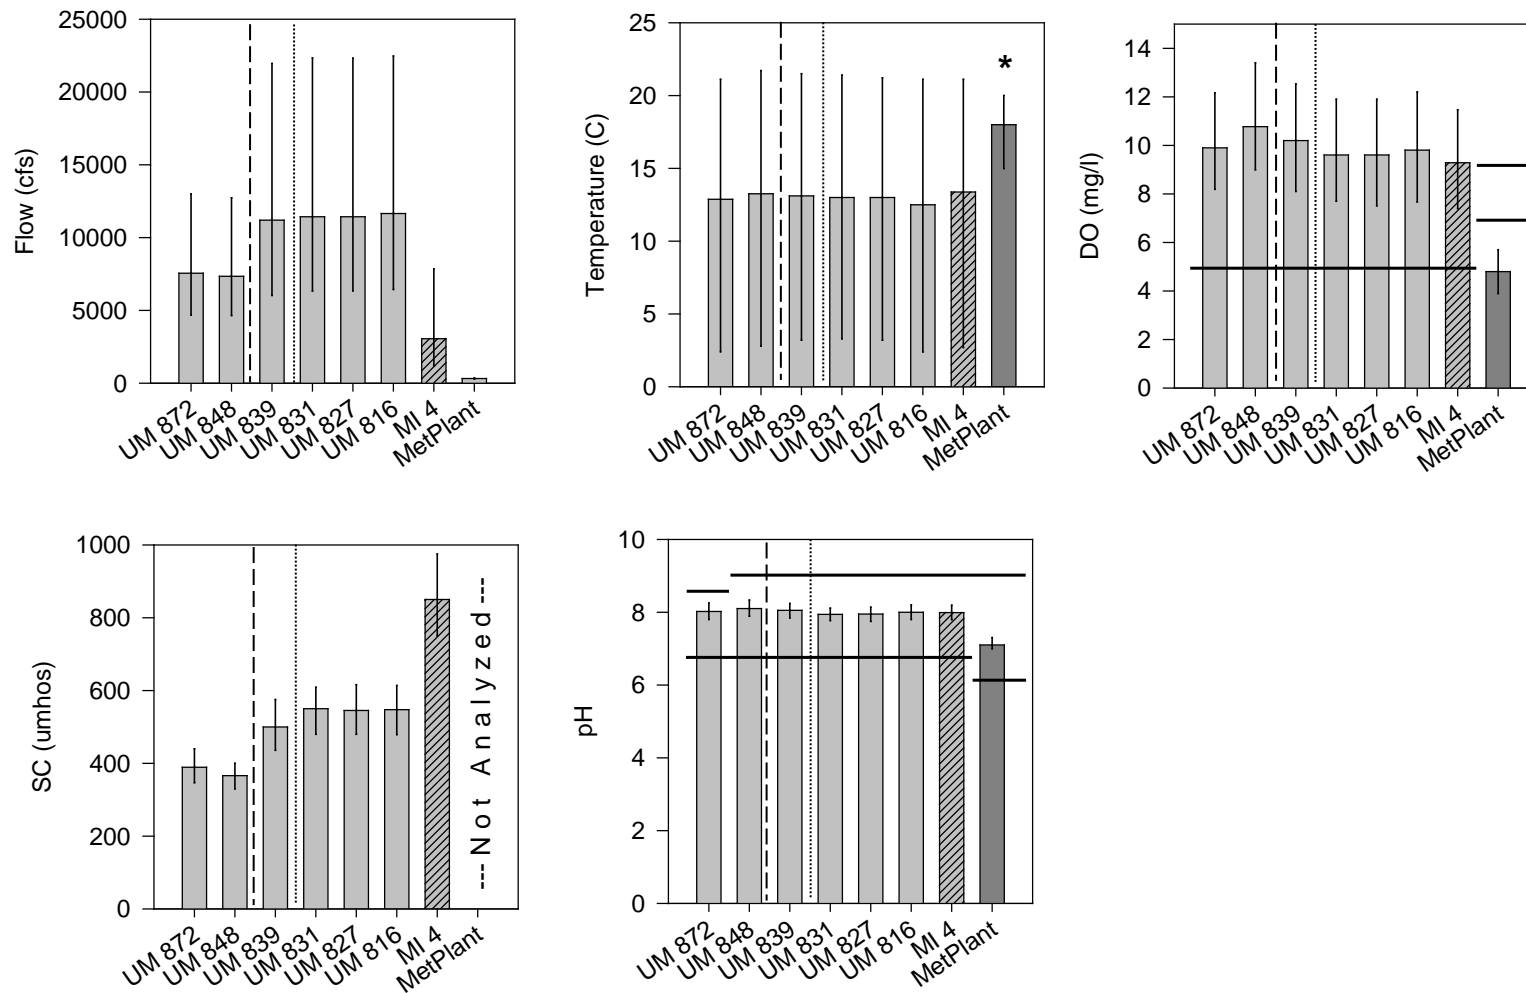 Flow (cfs)
25000
20000
15000
10000
5000
0
UM 872
UM 848
UM 839
UM 831
UM 827
UM 816
MI 4
MetPlant
Temperature (C)
25
20
15
10
5
0
*
UM 872
UM 848
UM 839
UM 831
UM 827
UM 816
MI 4
MetPlant
DO (mg/l)
14
12
10
8
6
4
2
0
UM 872
UM 848
UM 839
UM 831
UM 827
UM 816
MI 4
MetPlant
SC (umhos)
1000
800
600
400
200
0
---Not Analyzed---
UM 872
UM 848
UM 839
UM 831
UM 827
UM 816
MI 4
MetPlant
pH
10
8
6
4
2
0
UM 872
UM 848
UM 839
UM 831
UM 827
UM 816
MI 4
MetPlant